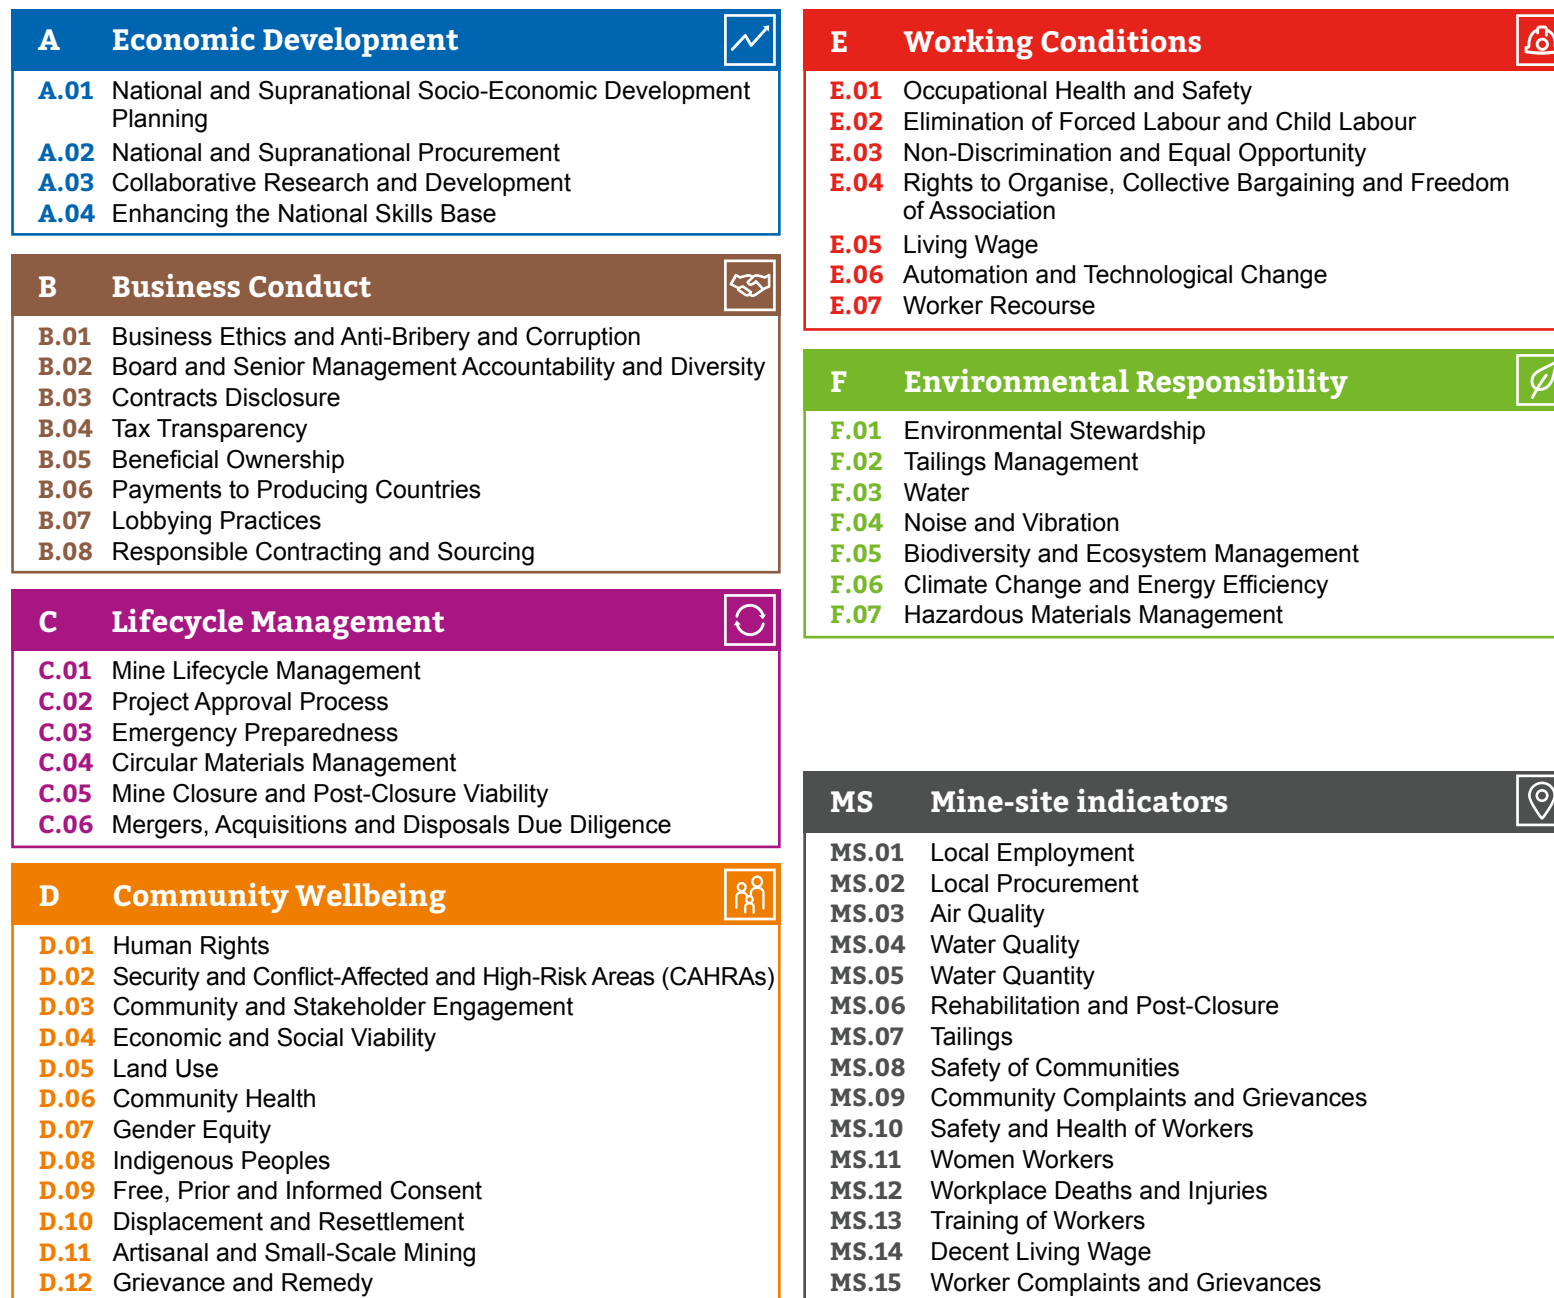 A Economic Development
A.01 National and Supranational Socio-Economic Development
Planning
A.02 National and Supranational Procurement
A.03 Collaborative Research and Development
A.04 Enhancing the National Skills Base
B Business Conduct
B.01 Business Ethics and Anti-Bribery and Corruption
B.02 Board and Senior Management Accountability and Diversity
B.03 Contracts Disclosure
B.04 Tax Transparency
B.05 Beneficial Ownership
B.06 Payments to Producing Countries
B.07 Lobbying Practices
B.08 Responsible Contracting and Sourcing
C Lifecycle Management
C.01 Mine Lifecycle Management
C.02 Project Approval Process
C.03 Emergency Preparedness
C.04 Circular Materials Management
C.05 Mine Closure and Post-Closure Viability
C.06 Mergers, Acquisitions and Disposals Due Diligence
D Community Wellbeing
D.01 Human Rights
D.02 Security and Conflict-Affected and High-Risk Areas (CAHRAs)
D.03 Community and Stakeholder Engagement
D.04 Economic and Social Viability
D.05 Land Use
D.06 Community Health
D.07 Gender Equity
D.08 Indigenous Peoples
D.09 Free, Prior and Informed Consent
D.10 Displacement and Resettlement
D.11 Artisanal and Small-Scale Mining
D.12 Grievance and Remedy
E Working Conditions
E.01 Occupational Health and Safety
E.02 Elimination of Forced Labour and Child Labour
E.03 Non-Discrimination and Equal Opportunity
E.04 Rights to Organise, Collective Bargaining and Freedom
of Association
E.05 Living Wage
E.06 Automation and Technological Change
E.07 Worker Recourse
F Environmental Responsibility
F.01 Environmental Stewardship
F.02 Tailings Management
F.03 Water
F.04 Noise and Vibration
F.05 Biodiversity and Ecosystem Management
F.06 Climate Change and Energy Efficiency
F.07 Hazardous Materials Management
MS Mine-site indicators
MS.01 Local Employment
MS.02 Local Procurement
MS.03 Air Quality
MS.04 Water Quality
MS.05 Water Quantity
MS.06 Rehabilitation and Post-Closure
MS.07 Tailings
MS.08 Safety of Communities
MS.09 Community Complaints and Grievances
MS.10 Safety and Health of Workers
MS.11 Women Workers
MS.12 Workplace Deaths and Injuries
MS.13 Training of Workers
MS.14 Decent Living Wage
MS.15 Worker Complaints and Grievances